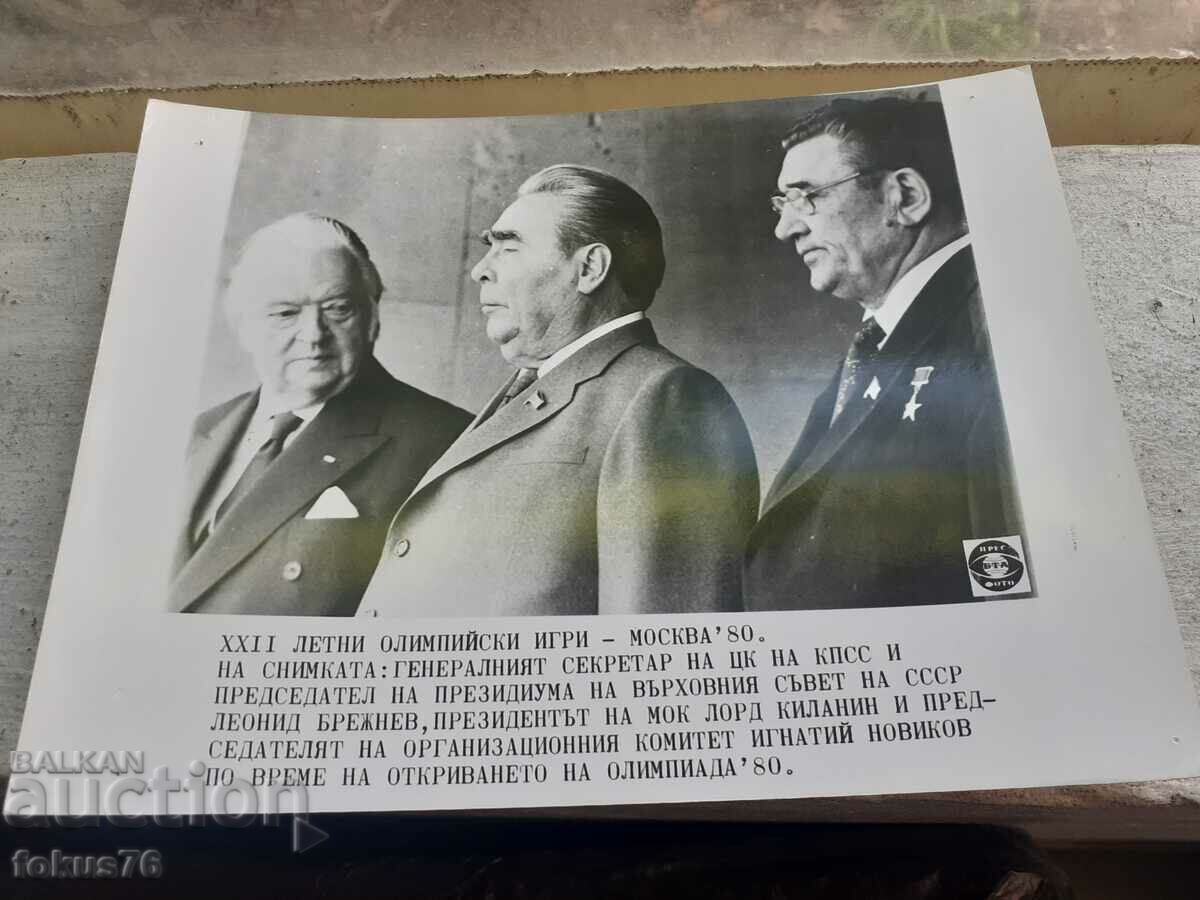 ПРЕС
БТА
ФОТО
XXII ЛЕТНИ ОЛИМПИЙСКИ ИГРИ – МОСКВА'80.
НА СНИМКАТА:ГЕНЕРАЛНИЯТ СЕКРЕТАР НА ЦК НА КПСС И
ПРЕДСЕДАТЕЛ НА ПРЕЗИДИУМА НА ВЪРХОВНИЯ СЪВЕТ НА СССР
ЛЕОНИД БРЕЖНЕВ,ПРЕЗИДЕНТЪТ НА МОК ЛОРД КИЛАНИН И ПРЕД-
СЕДАТЕЛЯТ НА ОРГАНИЗАЦИОННИЯ КОМИТЕТ ИГНАТИЙ НОВИКОВ
ПО ВРЕМЕ НА ОТКРИВАНЕТО НА ОЛИМПИАДА'80.
BALKAN
auction
fokus76